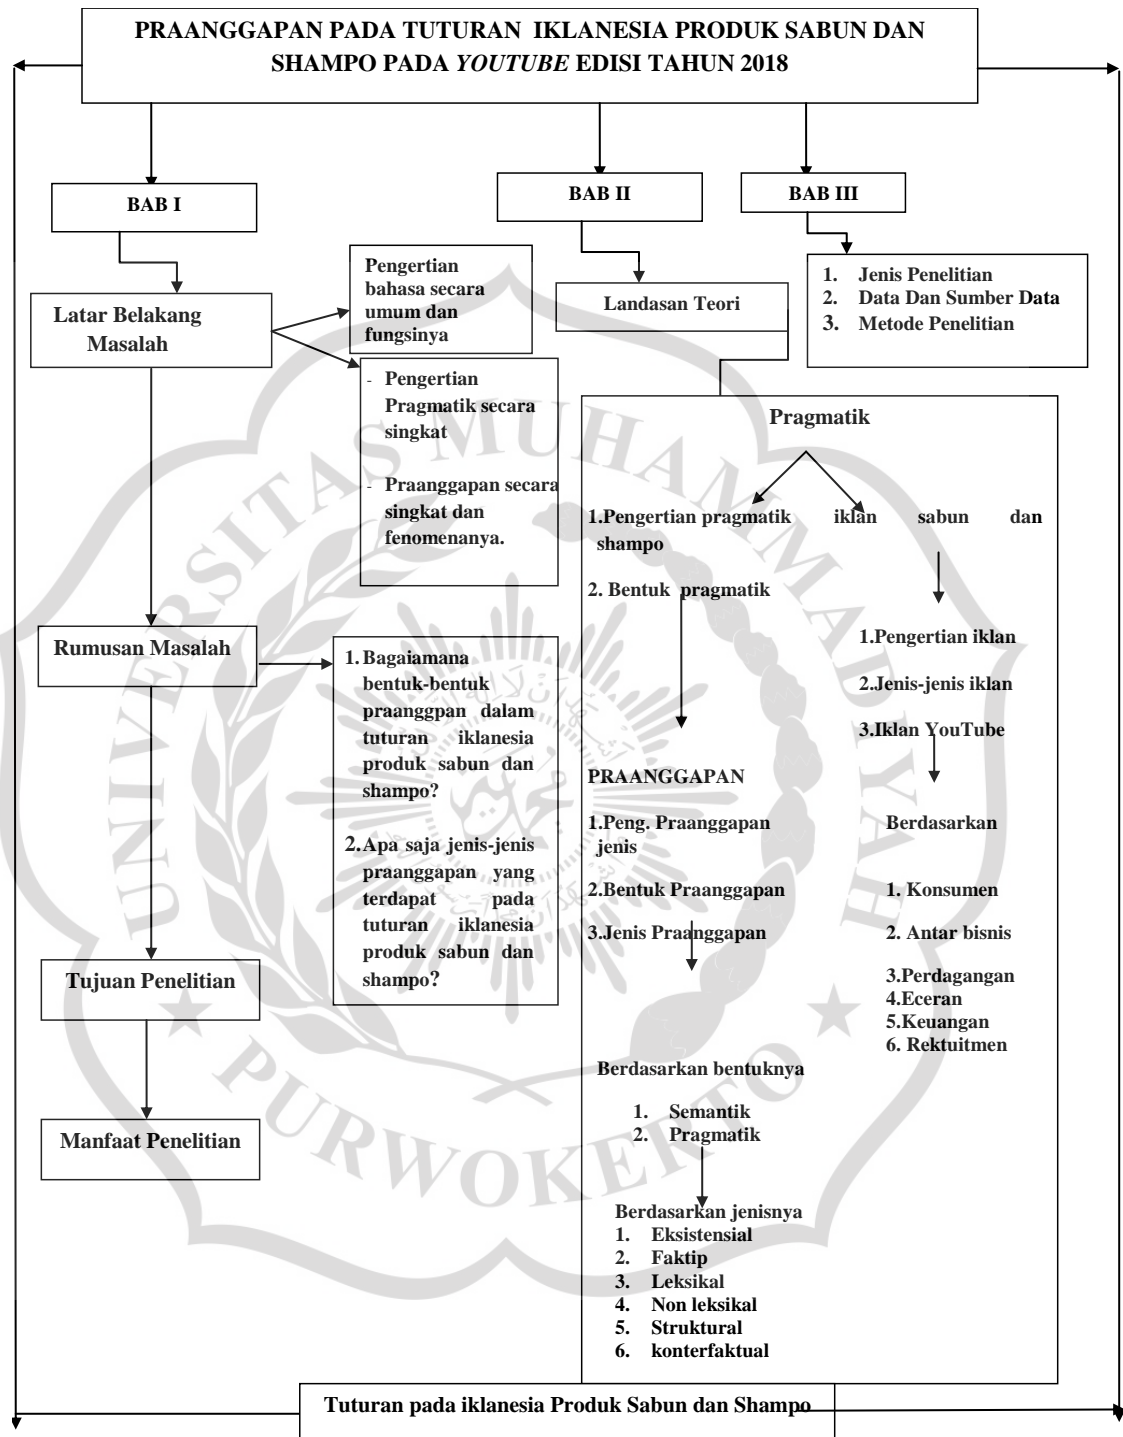 PRAANGGAPAN PADA TUTURAN IKLANESIA PRODUK SABUN DAN
SHAMPO PADA YOUTUBE EDISI TAHUN 2018
BAB I
BAB II
BAB III
Latar Belakang
Masalah
Pengertian
bahasa secara
umum dan
fungsinya
- Pengertian
Pragmatik secara
singkat
- Praanggapan secara
singkat dan
fenomenanya.
Landasan Teori
1. Jenis Penelitian
2. Data Dan Sumber Data
3. Metode Penelitian
Rumusan Masalah
1. Bagaiamana
bentuk-bentuk
praanggpan dalam
tuturan iklanesia
produk sabun dan
shampo?
2. Apa saja jenis-jenis
praanggapan yang
terdapat pada
tuturan iklanesia
produk sabun dan
shampo?
Tujuan Penelitian
Manfaat Penelitian
Pragmatik
1.Pengertian pragmatik iklan sabun dan
shampo
2. Bentuk pragmatik
1.Pengertian iklan
2.Jenis-jenis iklan
3.Iklan YouTube
PRAANGGAPAN
1.Peng. Praanggapan Berdasarkan
jenis
2.Bentuk Praanggapan 1. Konsumen
3.Jenis Praanggapan 2. Antar bisnis
3.Perdagangan
4.Eceran
5.Keuangan
6. Rektuitmen
Berdasarkan bentuknya
1. Semantik
2. Pragmatik
Berdasarkan jenisnya
1. Eksistensial
2. Faktip
3. Leksikal
4. Non leksikal
5. Struktural
6. konterfaktual
Tuturan pada iklanesia Produk Sabun dan Shampo
UNIVERSITAS MUHAMMADIYAH
PURWOKERTO